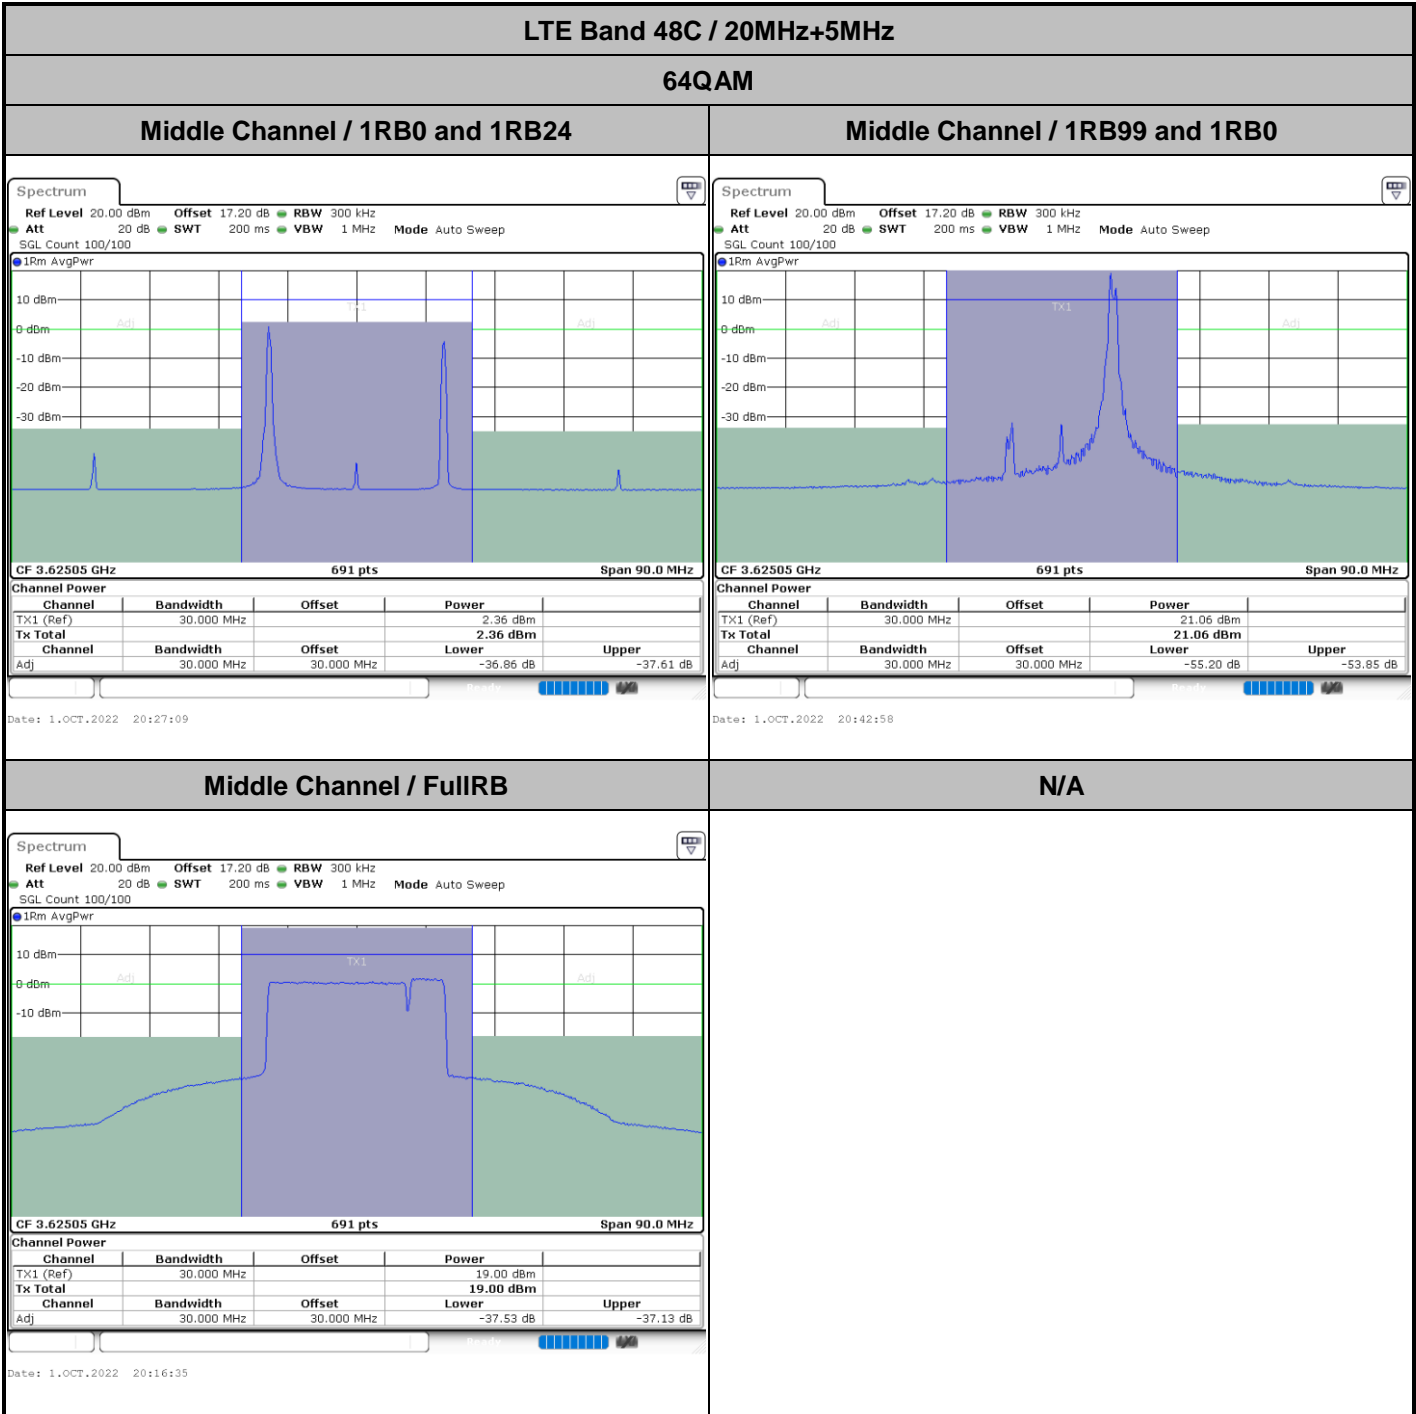 LTE Band 48C / 20MHz+5MHz
64QAM
Middle Channel / 1RB0 and 1RB24
Middle Channel / 1RB99 and 1RB0
Spectrum
Ref Level 20.00 dBm Offset 17.20 dB RBW 300 kHz
Att 20 dB SWT 200 ms VBW 1 MHz Mode Auto Sweep
SGL Count 100/100
1Rm AvgPwr
TX1
10 dBm
Adj
Adj
0 dBm
-10 dBm
-20 dBm
-30 dBm
CF 3.62505 GHz 691 pts Span 90.0 MHz
Channel Power
Channel Bandwidth Offset Power
TX1 (Ref) 30.000 MHz 2.36 dBm
Tx Total 2.36 dBm
Channel Bandwidth Offset Lower Upper
Adj 30.000 MHz 30.000 MHz -36.86 dB -37.61 dB
Ready
Date: 1.OCT.2022 20:27:09
Spectrum
Ref Level 20.00 dBm Offset 17.20 dB RBW 300 kHz
Att 20 dB SWT 200 ms VBW 1 MHz Mode Auto Sweep
SGL Count 100/100
1Rm AvgPwr
10 dBm
TX1
Adj
Adj
0 dBm
-10 dBm
-20 dBm
-30 dBm
CF 3.62505 GHz 691 pts Span 90.0 MHz
Channel Power
Channel Bandwidth Offset Power
TX1 (Ref) 30.000 MHz 21.06 dBm
Tx Total 21.06 dBm
Channel Bandwidth Offset Lower Upper
Adj 30.000 MHz 30.000 MHz -55.20 dB -53.85 dB
Ready
Date: 1.OCT.2022 20:42:58
Middle Channel / FullRB
N/A
Spectrum
Ref Level 20.00 dBm Offset 17.20 dB RBW 300 kHz
Att 20 dB SWT 200 ms VBW 1 MHz Mode Auto Sweep
SGL Count 100/100
1Rm AvgPwr
10 dBm
TX1
Adj
Adj
0 dBm
-10 dBm
CF 3.62505 GHz 691 pts Span 90.0 MHz
Channel Power
Channel Bandwidth Offset Power
TX1 (Ref) 30.000 MHz 19.00 dBm
Tx Total 19.00 dBm
Channel Bandwidth Offset Lower Upper
Adj 30.000 MHz 30.000 MHz -37.53 dB -37.13 dB
Ready
Date: 1.OCT.2022 20:16:35